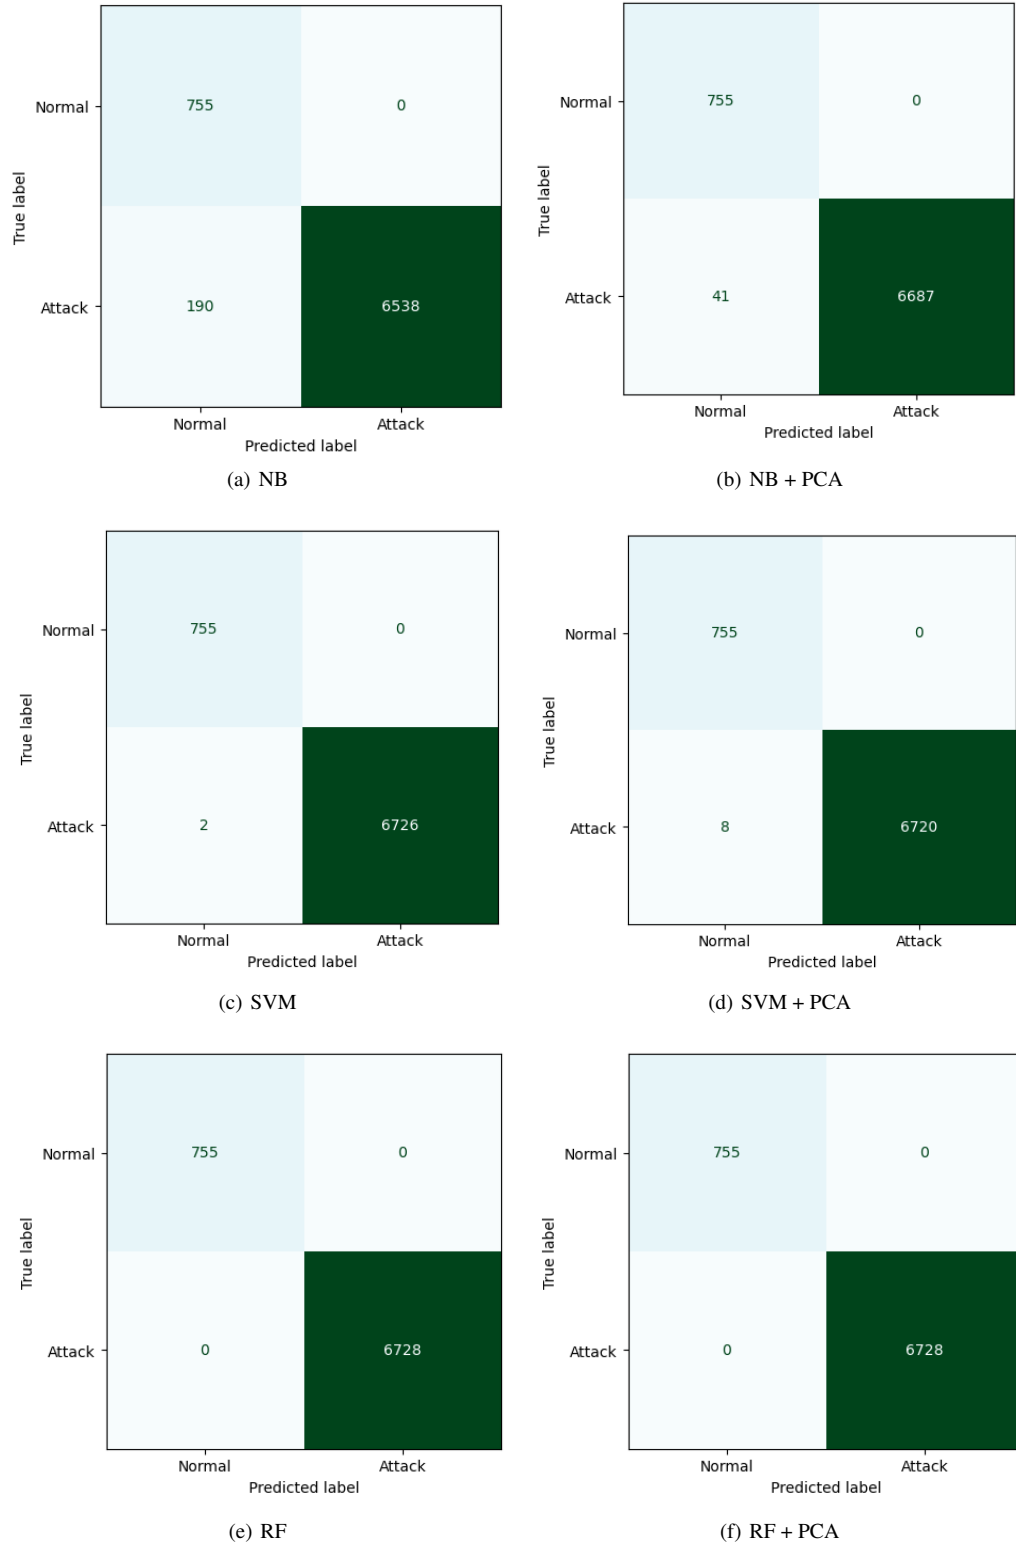 True label
Normal
755
0
Attack
190
6538
Normal
Attack
Predicted label
(a) NB
True label
Normal
755
0
Attack
41
6687
Normal
Attack
Predicted label
(b) NB + PCA
True label
Normal
755
0
Attack
2
6726
Normal
Attack
Predicted label
(c) SVM
True label
Normal
755
0
Attack
8
6720
Normal
Attack
Predicted label
(d) SVM + PCA
True label
Normal
755
0
Attack
0
6728
Normal
Attack
Predicted label
(e) RF
True label
Normal
755
0
Attack
0
6728
Normal
Attack
Predicted label
(f) RF + PCA